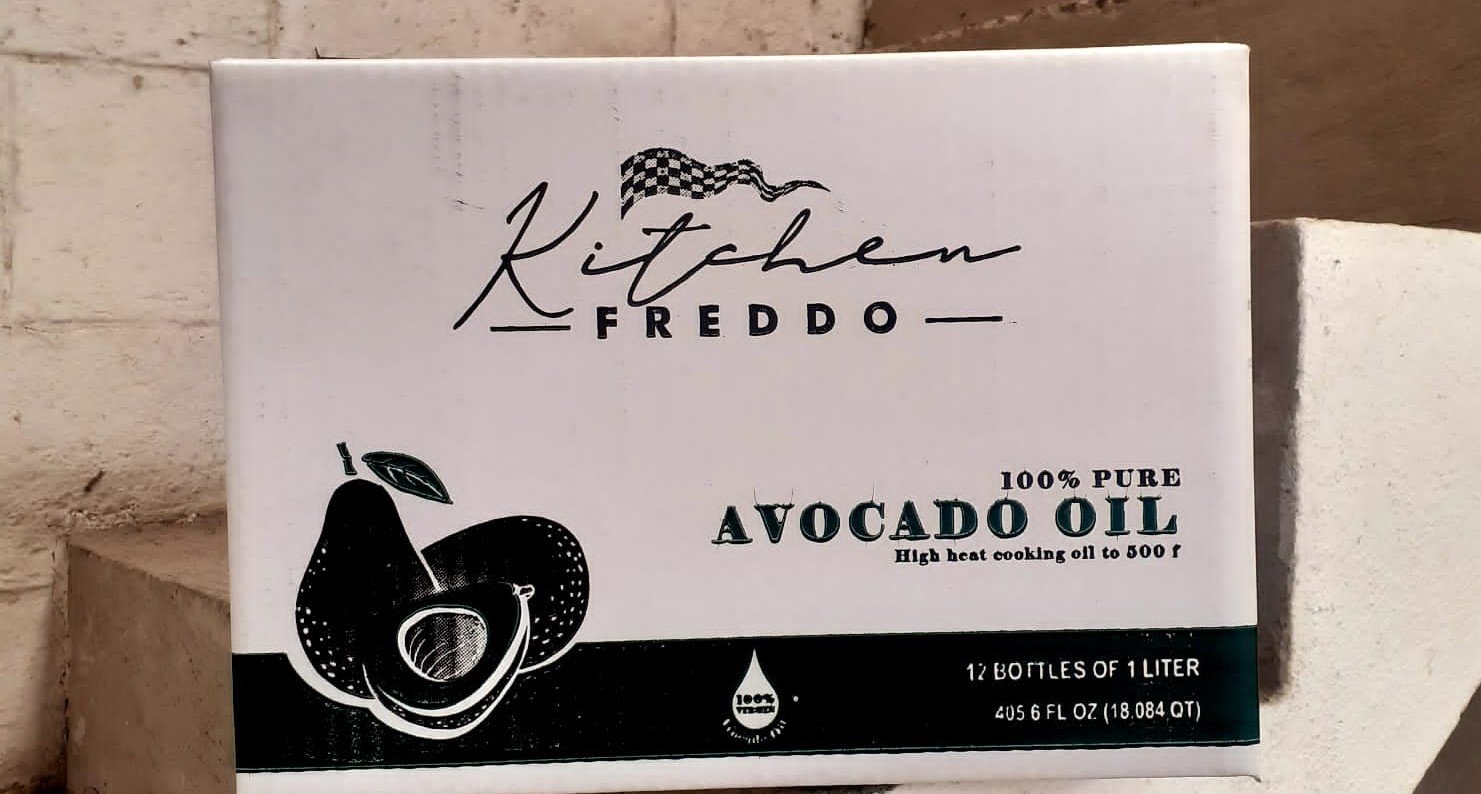 Kitchen
FREDDO
100% PURE
AVOCADO OIL
High heat cooking oil to 500 f
12 BOTTLES OF 1 LITER
405.6 FL OZ (18.084 QT)
100%